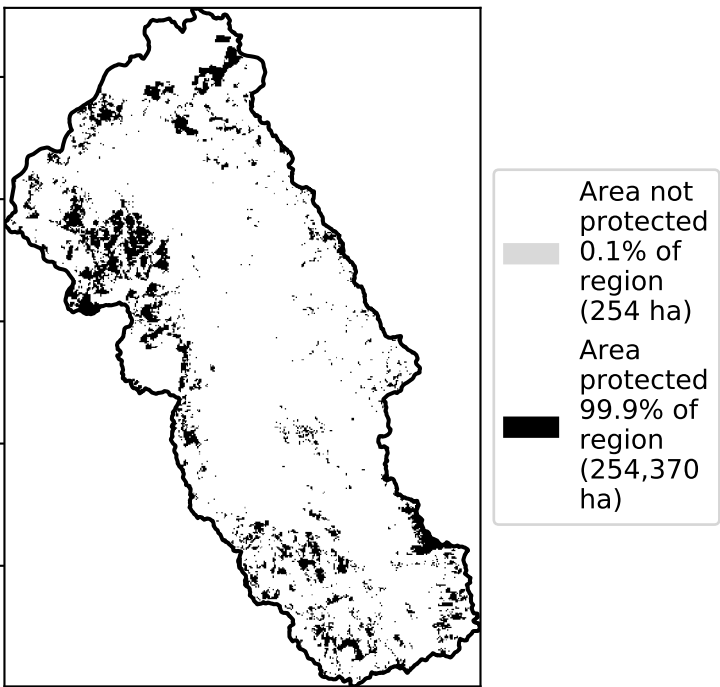 Area not
protected
0.1% of
region
(254 ha)
Area
protected
99.9% of
region
(254,370
ha)